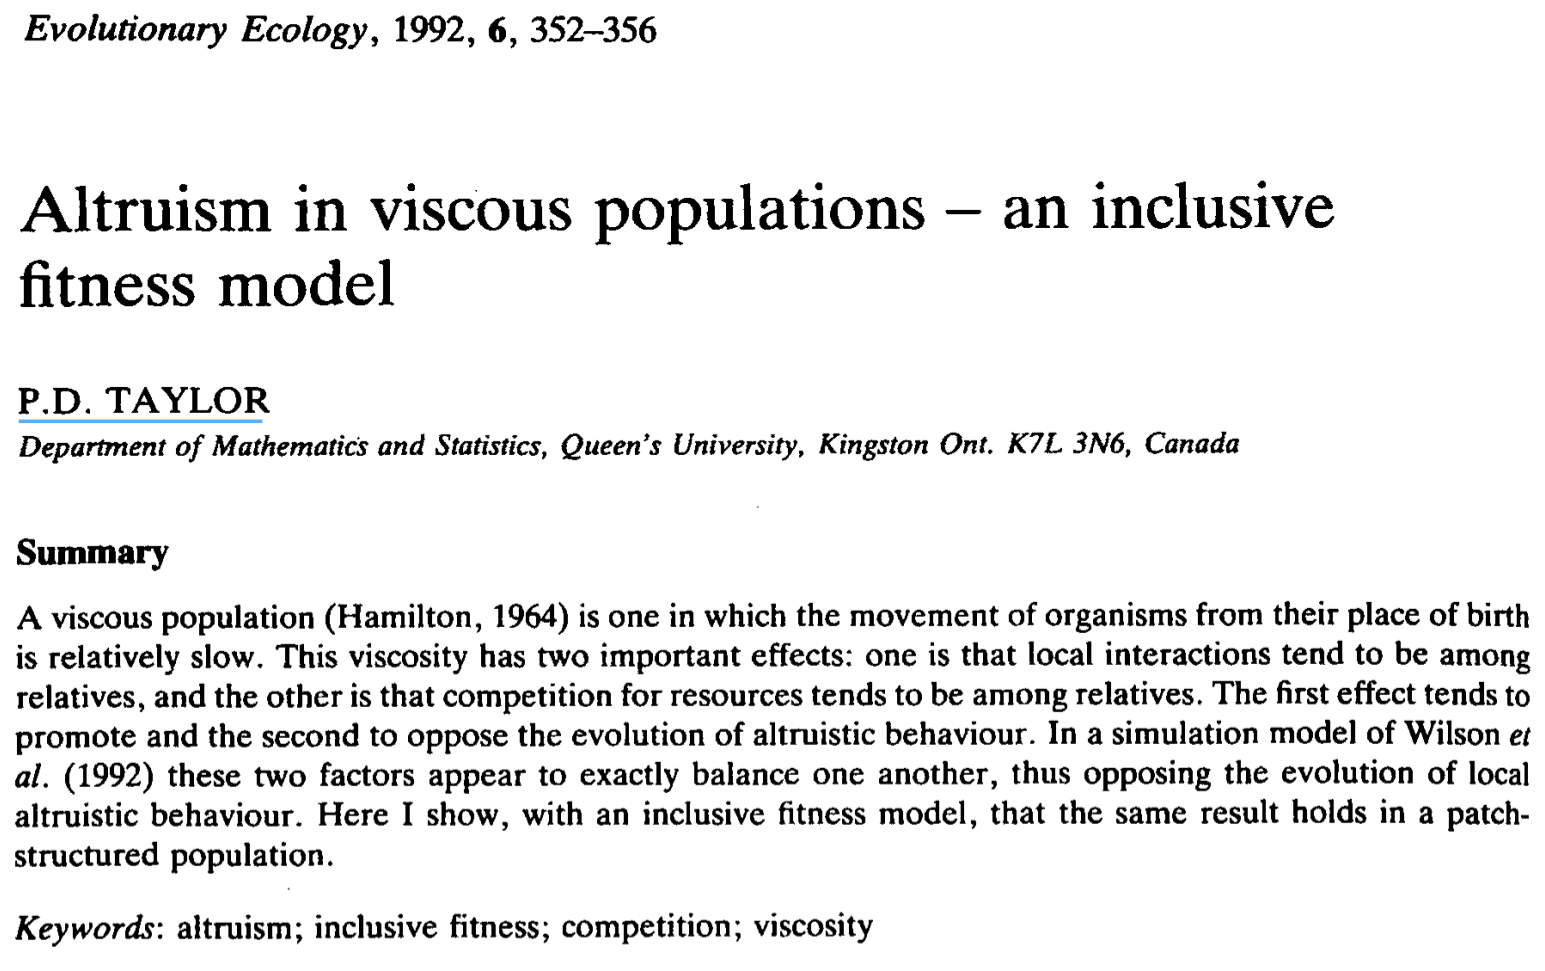 Evolutionary Ecology, 1992, 6, 352–356
Altruism in viscous populations – an inclusive
fitness model
P.D. TAYLOR
Department of Mathematics and Statistics, Queen's University, Kingston Ont. K7L 3N6, Canada
Summary
A viscous population (Hamilton, 1964) is one in which the movement of organisms from their place of birth
is relatively slow. This viscosity has two important effects: one is that local interactions tend to be among
relatives, and the other is that competition for resources tends to be among relatives. The first effect tends to
promote and the second to oppose the evolution of altruistic behaviour. In a simulation model of Wilson et
al. (1992) these two factors appear to exactly balance one another, thus opposing the evolution of local
altruistic behaviour. Here I show, with an inclusive fitness model, that the same result holds in a patch-
structured population.
Keywords: altruism; inclusive fitness; competition; viscosity